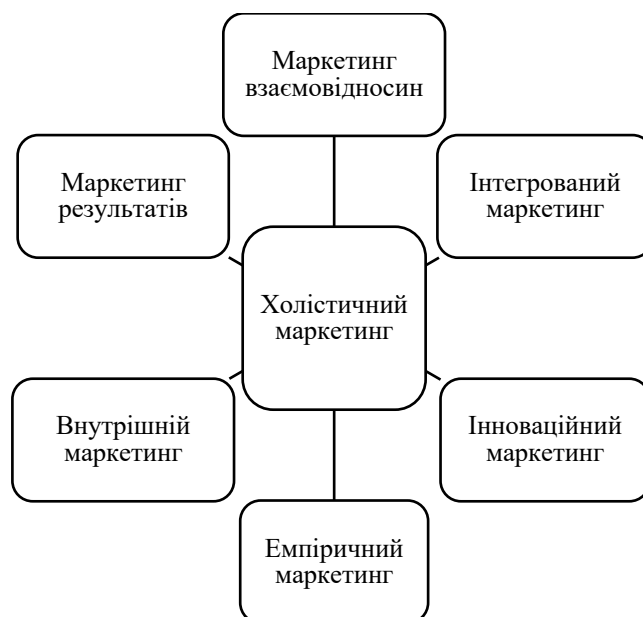 Маркетинг
взаємовідносин
Маркетинг
результатів
Інтегрований
маркетинг
Холістичний
маркетинг
Внутрішній
маркетинг
Інноваційний
маркетинг
Емпіричний
маркетинг